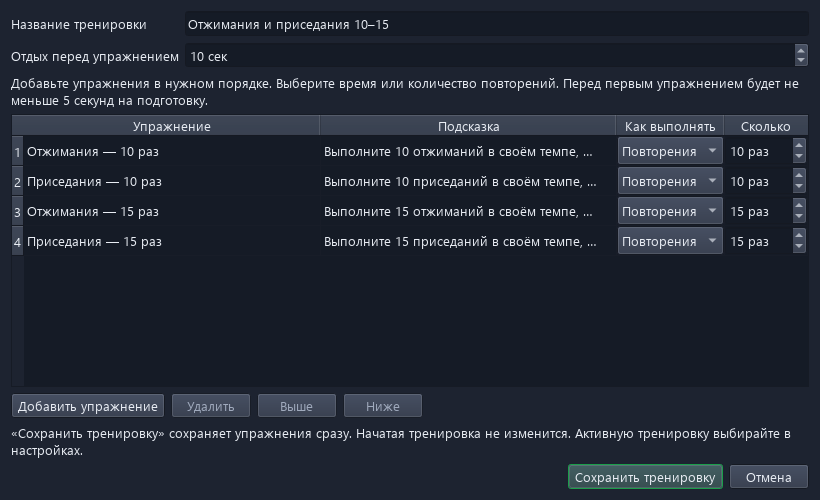 Название тренировки Отжимания и приседания 10–15
Отдых перед упражнением 10 сек
Добавьте упражнения в нужном порядке. Выберите время или количество повторений. Перед первым упражнением будет не
меньше 5 секунд на подготовку.
Упражнение Подсказка Как выполнять Сколько
1 Отжимания — 10 раз Выполните 10 отжиманий в своём темпе, ... Повторения 10 раз
2 Приседания — 10 раз Выполните 10 приседаний в своём темпе, ... Повторения 10 раз
3 Отжимания — 15 раз Выполните 15 отжиманий в своём темпе, ... Повторения 15 раз
4 Приседания — 15 раз Выполните 15 приседаний в своём темпе, ... Повторения 15 раз
Добавить упражнение Удалить Выше Ниже
«Сохранить тренировку» сохраняет упражнения сразу. Начатая тренировка не изменится. Активную тренировку выбирайте в
настройках.
Сохранить тренировку Отмена